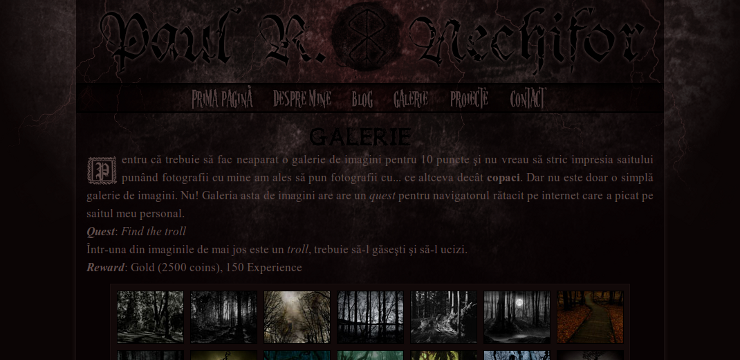 Paul R. Nechifor
PRIMA PAGINĂ DESPRE MINE BLOG GALERIE PROIECTE CONTACT
GALERIE
Pentru că trebuie să fac neaparat o galerie de imagini pentru 10 puncte și nu vreau să stric impresia saitului
punând fotografii cu mine am ales să pun fotografii cu... ce altceva decât copaci. Dar nu este doar o simplă
galerie de imagini. Nu! Galeria asta de imagini are are un quest pentru navigatorul rătacit pe internet care a picat pe
saitul meu personal.
Quest: Find the troll
Într-una din imaginile de mai jos este un troll, trebuie să-l găsești și să-l ucizi.
Reward: Gold (2500 coins), 150 Experience